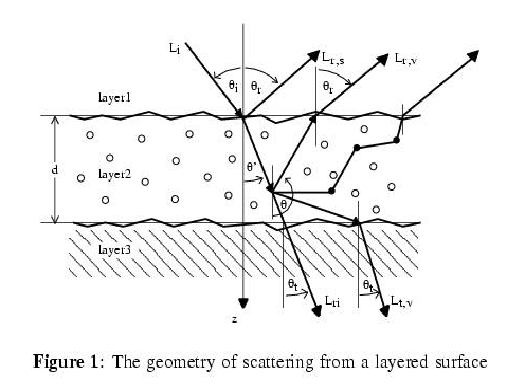 Li
Lr,s
Lr,v
θi
θr
θr
layer1
d
layer2
θ'
θ
layer3
θt
θt
z
Lri
Lt,v
Figure 1: The geometry of scattering from a layered surface